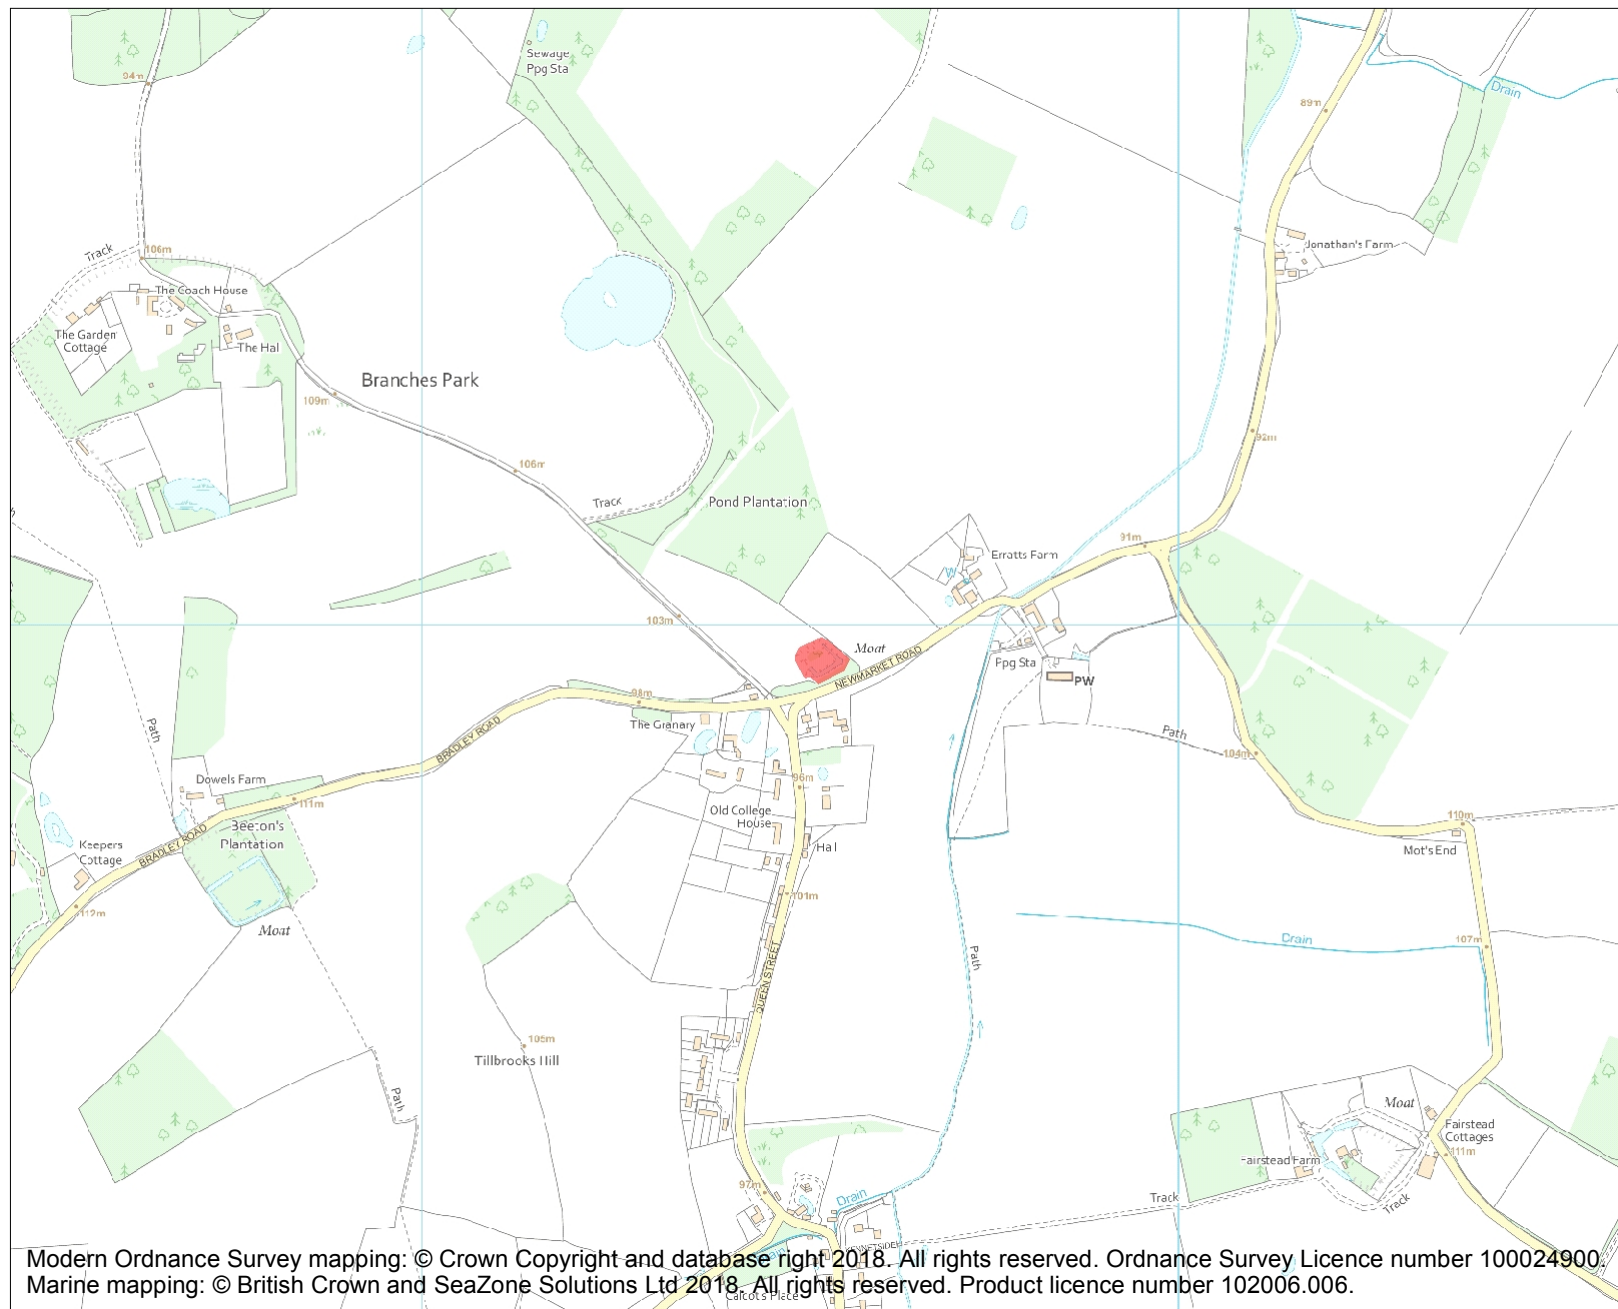 Sewage
Ppg Sta
94m
89m
Drain
Track
106m
Jonathan's Farm
The Coach House
The Garden
Cottage
The Hal
Branches Park
109m
92m
106m
Track
Pond Plantation
91m
Erratts Farm
W
103m
Moat
NEWMARKET ROAD
Ppg Sta
PW
98m
The Granary
Path
BRADLEY ROAD
Path
104m
Dowels Farm
96m
111m
Old College
House
110m
Beeton's
Plantation
BRADLEY ROAD
Keepers
Cottage
Hal
Mot's End
101m
112m
Moat
Drain
107m
QUEEN STREET
Path
105m
Tillbrooks Hill
Path
Moat
Fairstead
Cottages
111m
Fairstead Farm
97m
Drain
Track
Track
KENNETSIDE
Modern Ordnance Survey mapping: © Crown Copyright and database right 2018. All rights reserved. Ordnance Survey Licence number 100024900.
Marine mapping: © British Crown and SeaZone Solutions Ltd 2018. All rights reserved. Product licence number 102006.006.
Calcot's Place